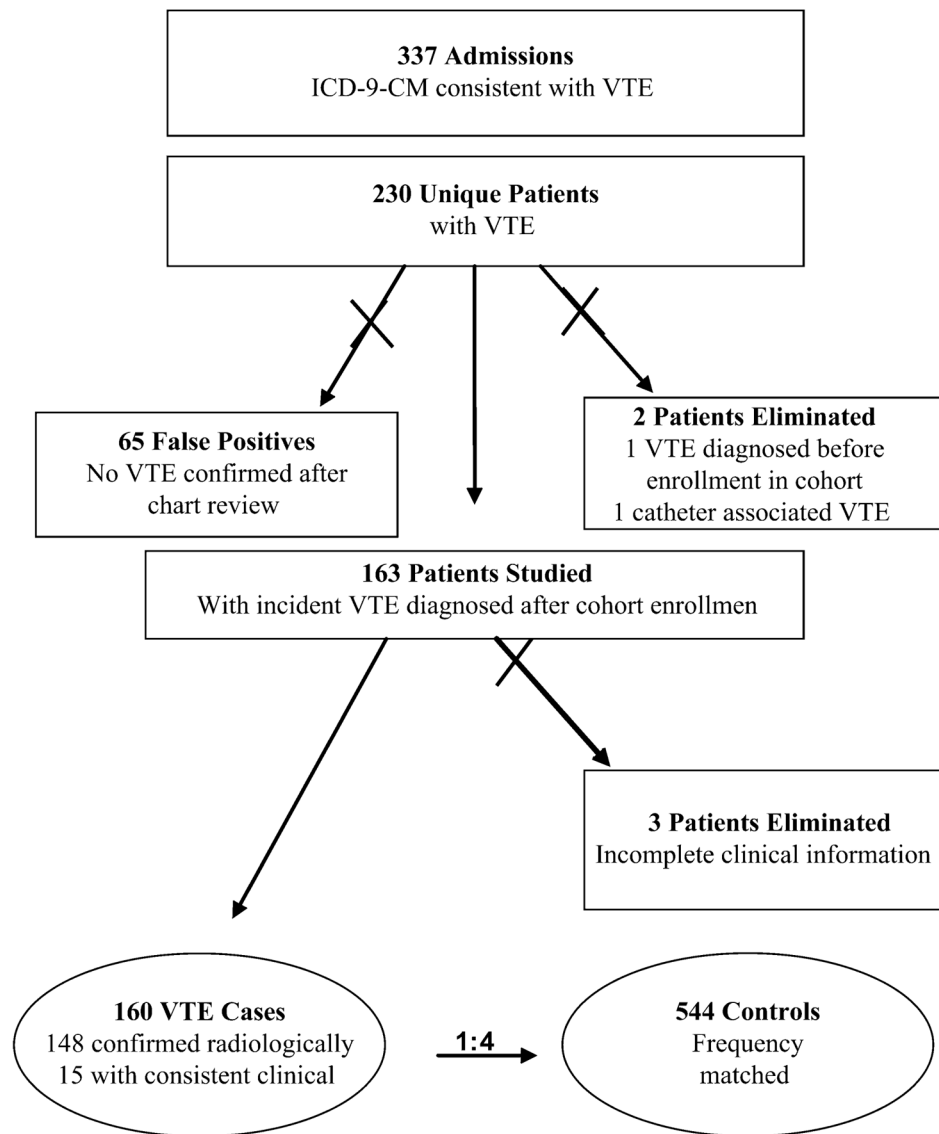 337 Admissions
ICD-9-CM consistent with VTE
230 Unique Patients
with VTE
65 False Positives
No VTE confirmed after
chart review
2 Patients Eliminated
1 VTE diagnosed before
enrollment in cohort
1 catheter associated VTE
163 Patients Studied
With incident VTE diagnosed after cohort enrollmen
3 Patients Eliminated
Incomplete clinical information
160 VTE Cases
148 confirmed radiologically
15 with consistent clinical
1:4
544 Controls
Frequency
matched